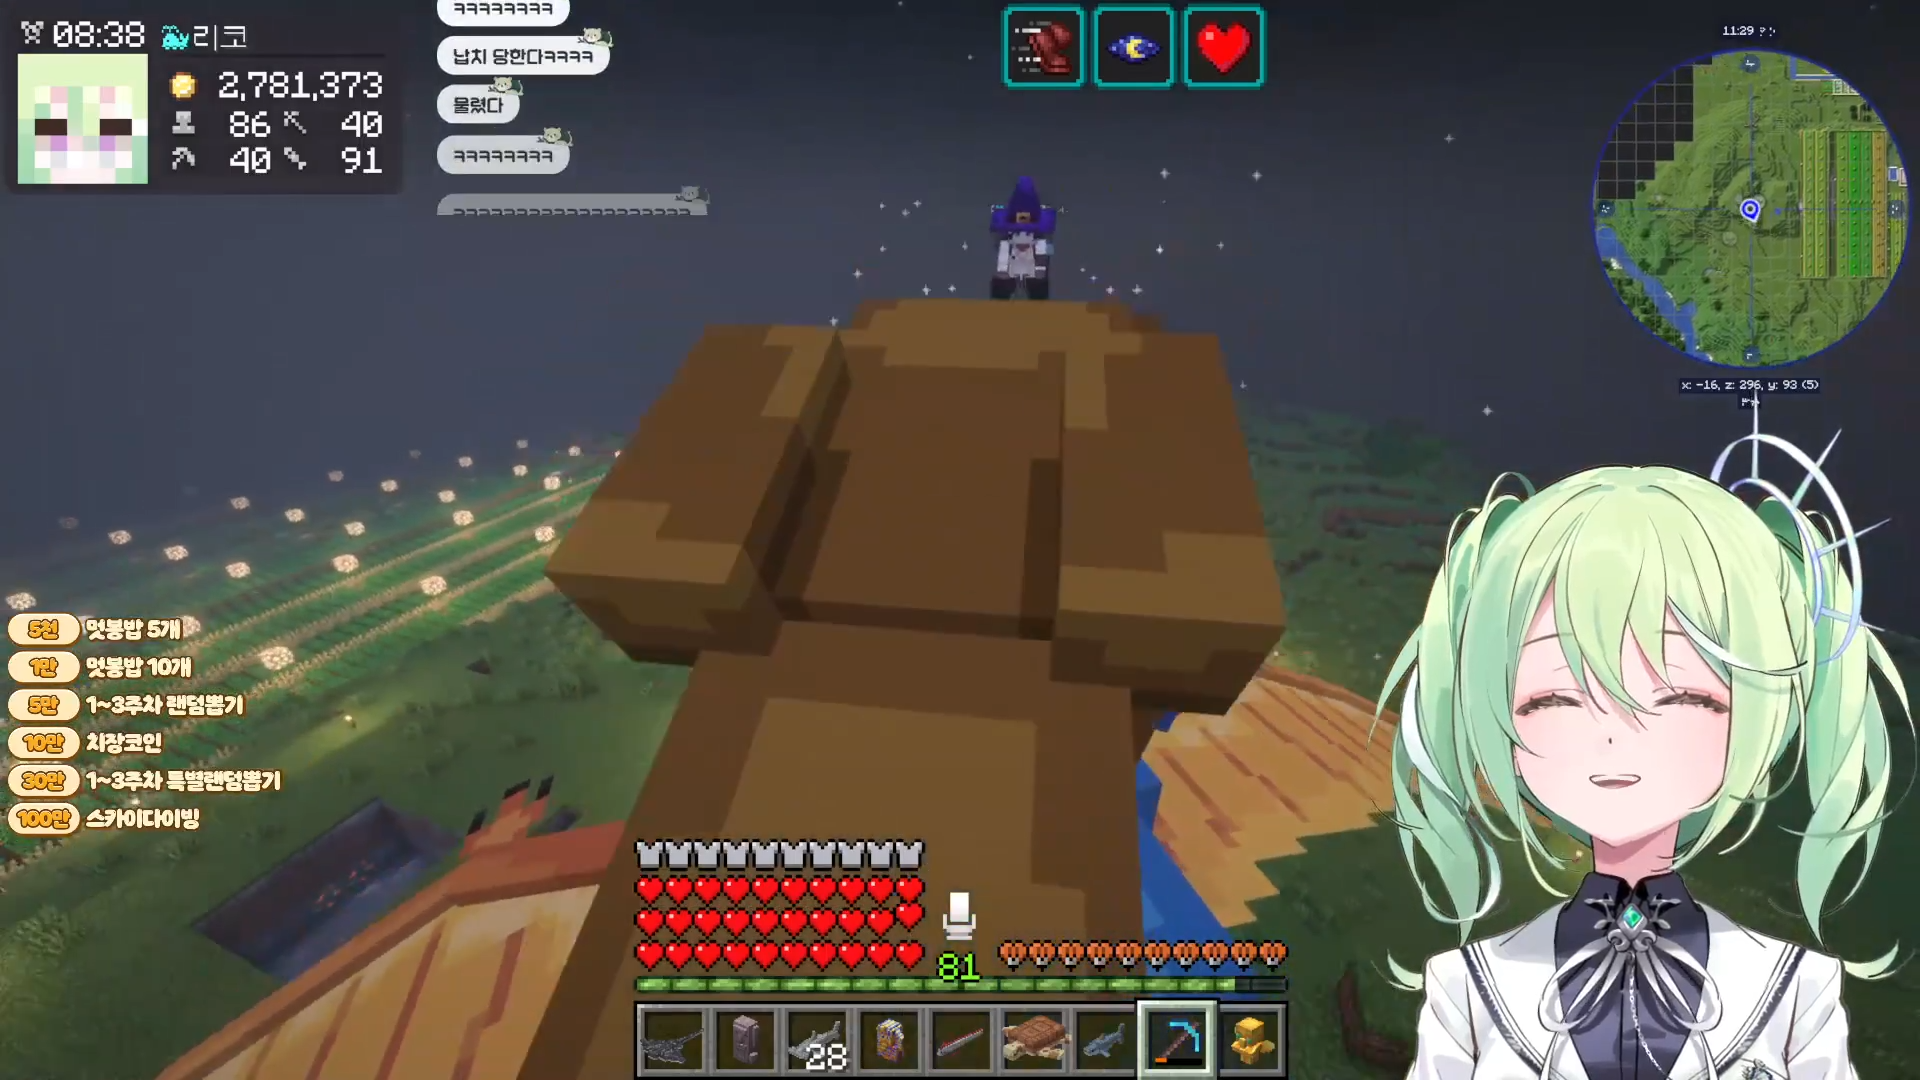 08:38 리코
2,781,373
86 40
40 91
ㅋㅋㅋㅋㅋㅋㅋㅋ
납치 당한다ㅋㅋㅋㅋ
물렸다
ㅋㅋㅋㅋㅋㅋㅋㅋ
11:29
x: -16, z: 296, y: 93 (5)
5천 멋봉밥 5개
1만 멋봉밥 10개
5만 1~3주차 랜덤뽑기
10만 치장코인
30만 1~3주차 특별랜덤뽑기
100만 스카이다이빙
81
28